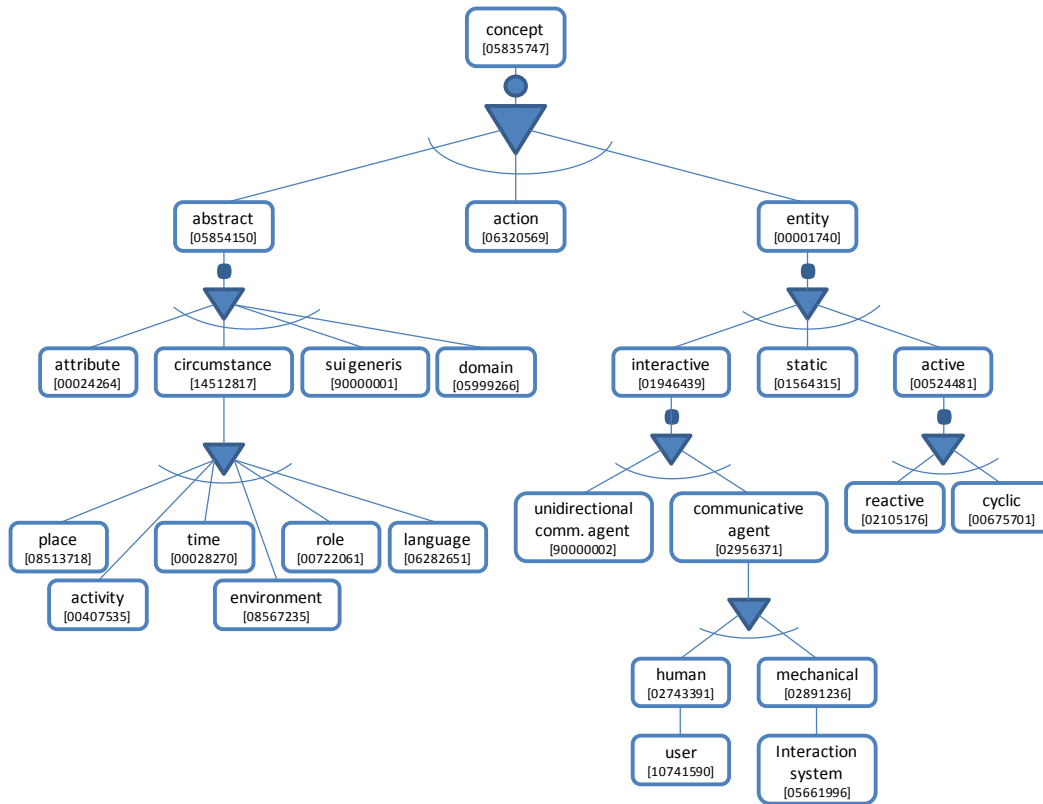 concept
[05835747]
abstract
[05854150]
action
[06320569]
entity
[00001740]
attribute
[00024264]
circumstance
[14512817]
sui generis
[90000001]
domain
[05999266]
interactive
[01946439]
static
[01564315]
active
[00524481]
place
[08513718]
time
[00028270]
role
[00722061]
language
[06282651]
activity
[00407535]
environment
[08567235]
unidirectional
comm. agent
[90000002]
communicative
agent
[02956371]
reactive
[02105176]
cyclic
[00675701]
human
[02743391]
mechanical
[02891236]
user
[10741590]
Interaction
system
[05661996]